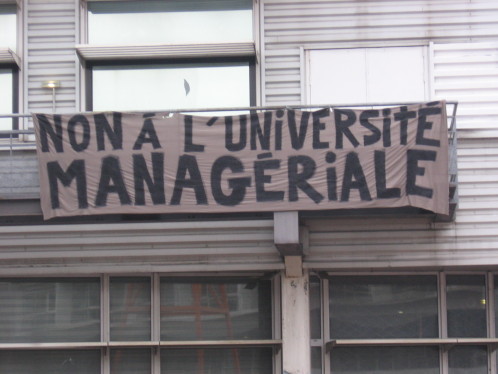 NON À L'UNIVERSITÉ
MANAGÉRIALE